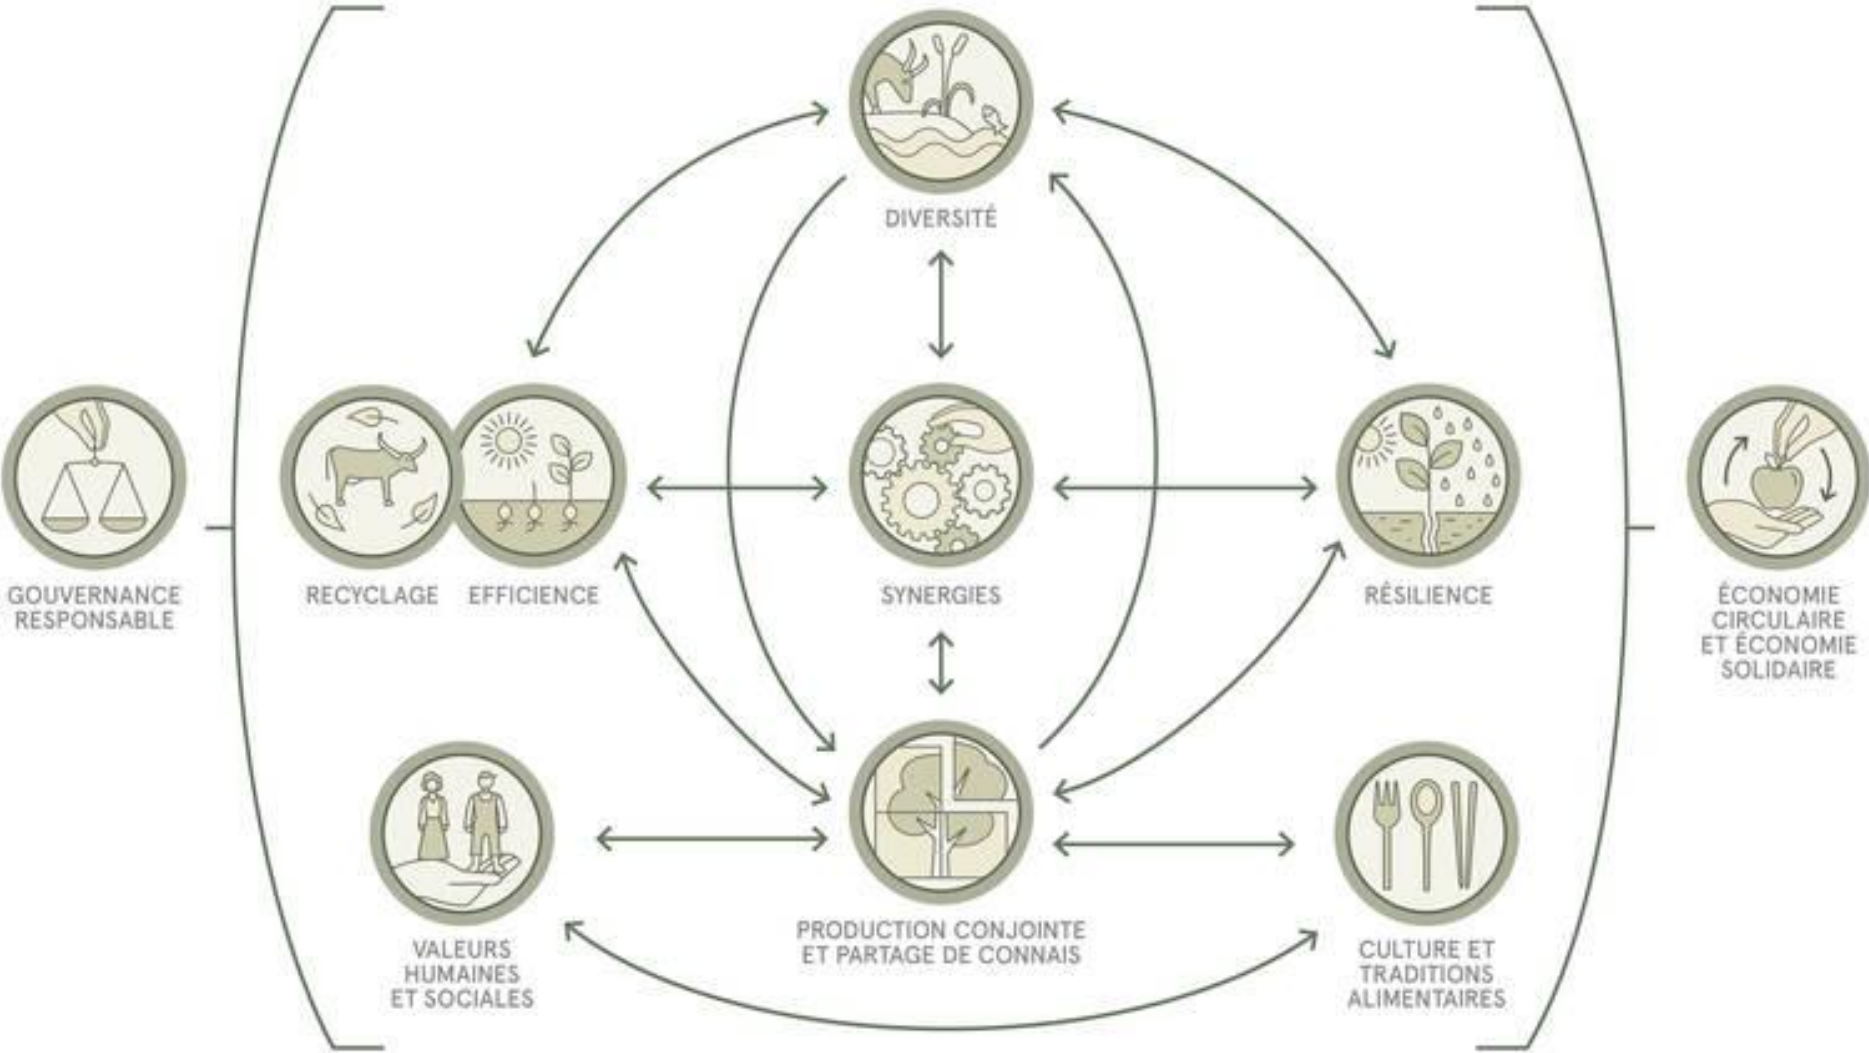 DIVERSITÉ
GOUVERNANCE
RESPONSABLE
RECYCLAGE
EFFICIENCE
SYNERGIES
RÉSILIENCE
ÉCONOMIE
CIRCULAIRE
ET ÉCONOMIE
SOLIDAIRE
VALEURS
HUMAINES
ET SOCIALES
PRODUCTION CONJOINTE
ET PARTAGE DE CONNAIS
CULTURE ET
TRADITIONS
ALIMENTAIRES